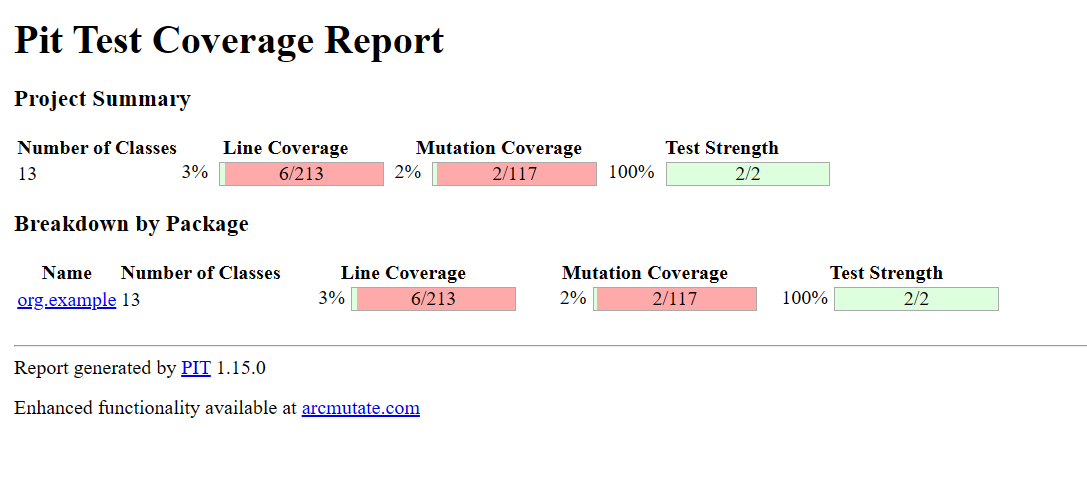 Pit Test Coverage Report
Project Summary
Number of Classes Line Coverage Mutation Coverage Test Strength
13 3% 6/213 2% 2/117 100% 2/2
Breakdown by Package
Name Number of Classes Line Coverage Mutation Coverage Test Strength
org.example 13 3% 6/213 2% 2/117 100% 2/2
Report generated by PIT 1.15.0
Enhanced functionality available at arcmutate.com